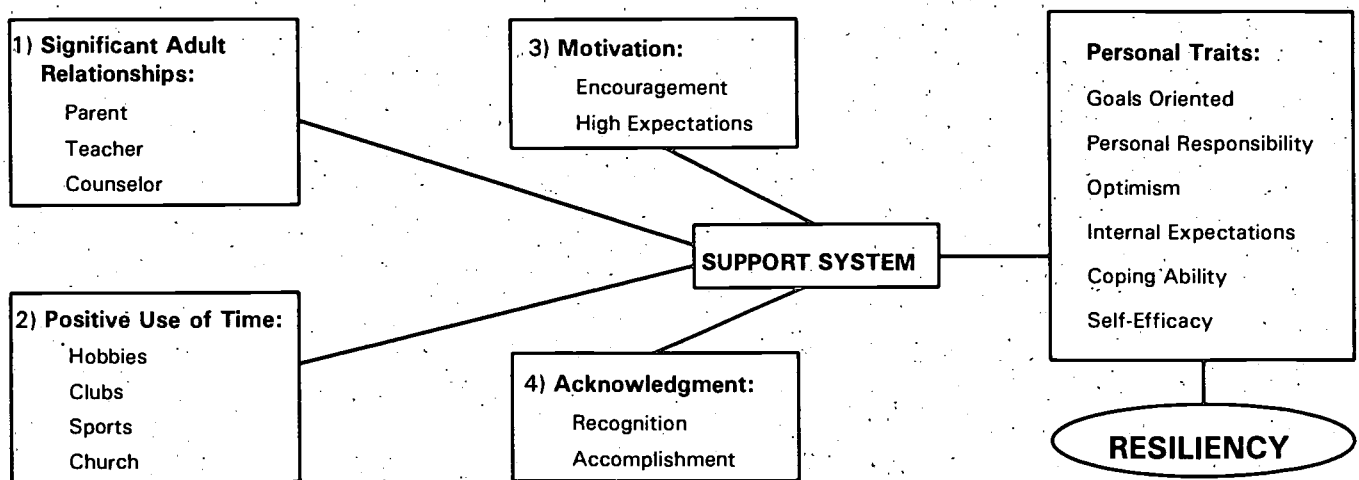 1) Significant Adult
Relationships:
Parent
Teacher
Counselor
2) Positive Use of Time:
Hobbies
Clubs
Sports
Church
3) Motivation:
Encouragement
High Expectations
4) Acknowledgment:
Recognition
Accomplishment
SUPPORT SYSTEM
Personal Traits:
Goals Oriented
Personal Responsibility
Optimism
Internal Expectations
Coping Ability
Self-Efficacy
RESILIENCY